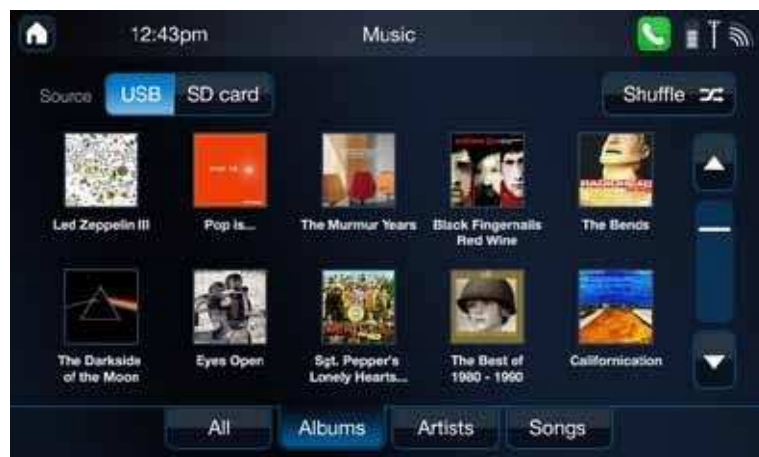 12:43pm
Music
Source
USB
SD card
Shuffle
Led Zeppelin III
Pop is...
The Murmur Years
Black Fingernails
Red Wine
The Bends
RADIOHEAD
The Darkside
of the Moon
Eyes Open
Sgt. Pepper's
Lonely Hearts...
The Best of
1980 - 1990
Californication
All
Albums
Artists
Songs